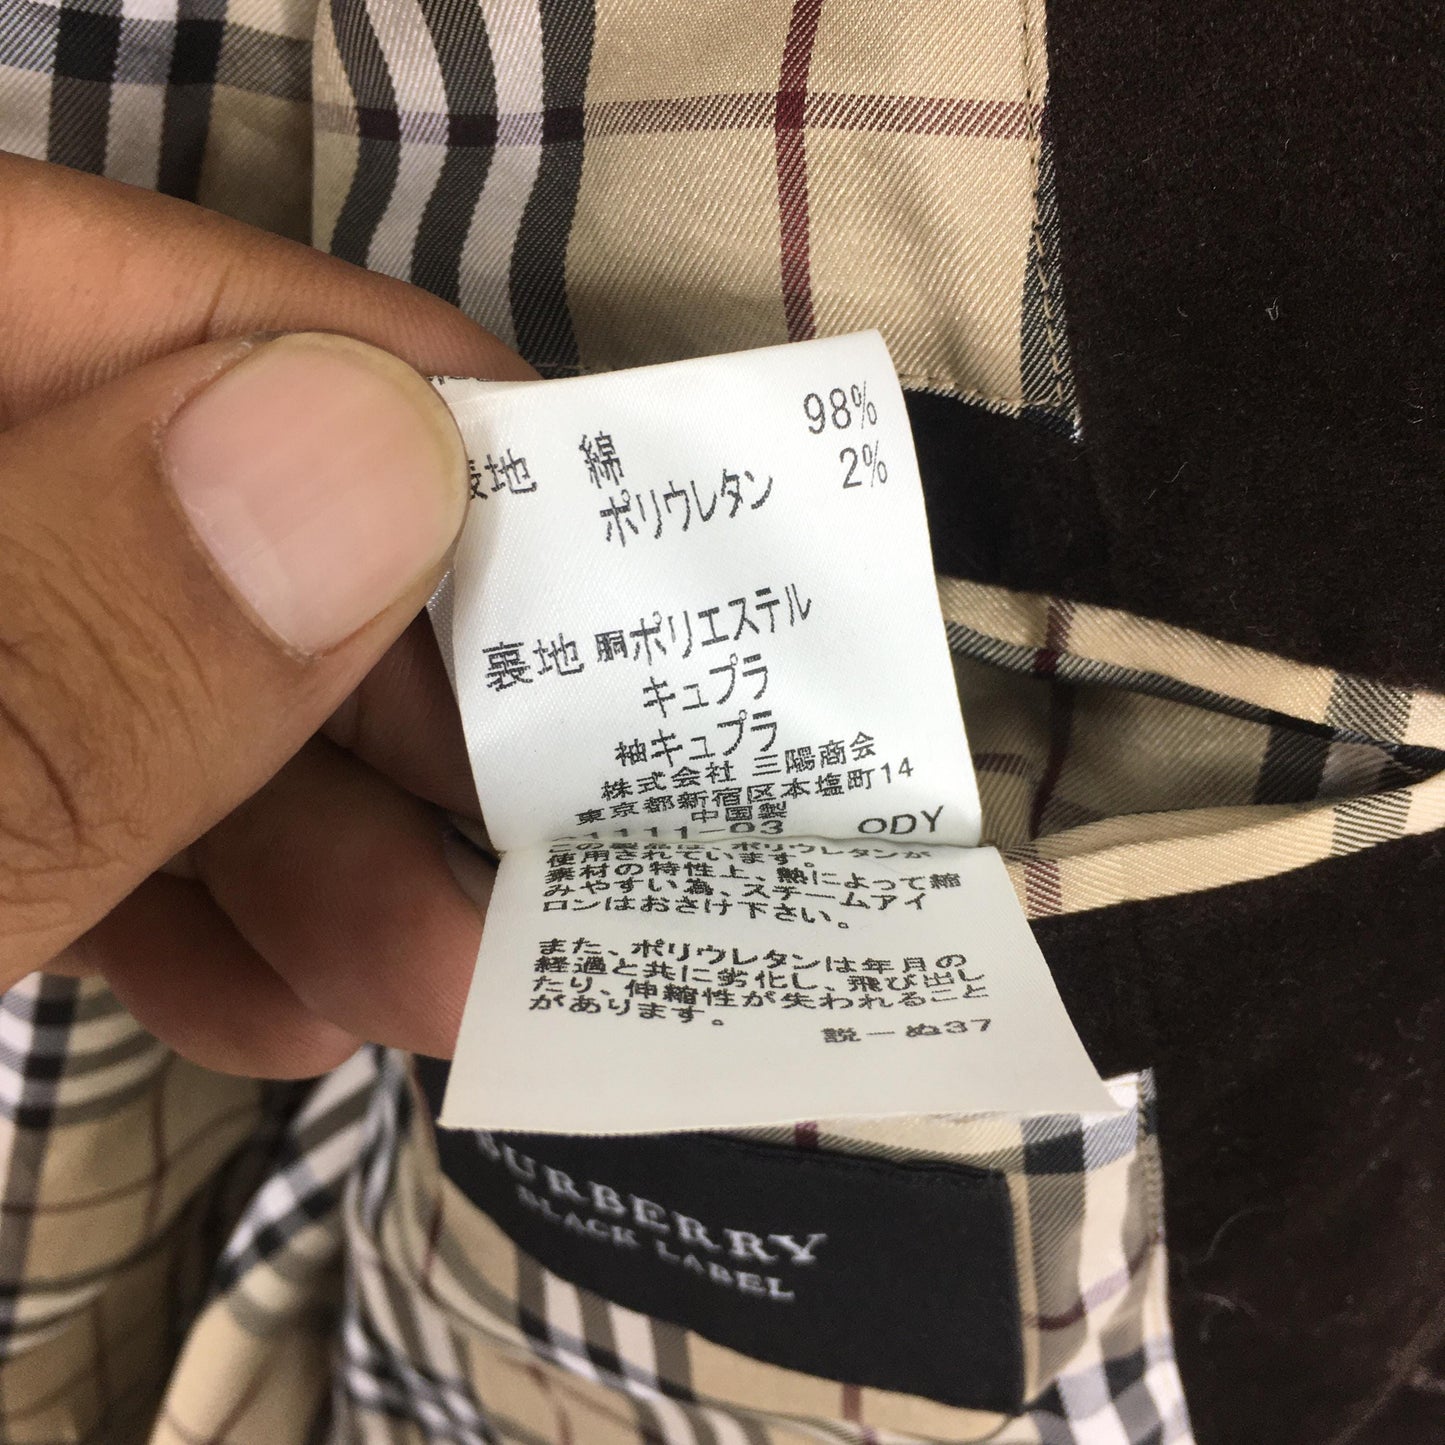 表地 綿 98%
ポリウレタン 2%
裏地 胴ポリエステル
キュプラ
袖キュプラ
株式会社 三陽商会
東京都新宿区本塩町14
中国製
1111-03 ODY
この製品は、ポリウレタンが
使用されています。
素材の特性上、熱によって縮
みやすい為、スチームアイ
ロンはおさけ下さい。
また、ポリウレタンは年月の
経過と共に劣化し、飛び出し
たり、伸縮性が失われること
があります。
説-ぬ37
BURBERRY
BLACK LABEL